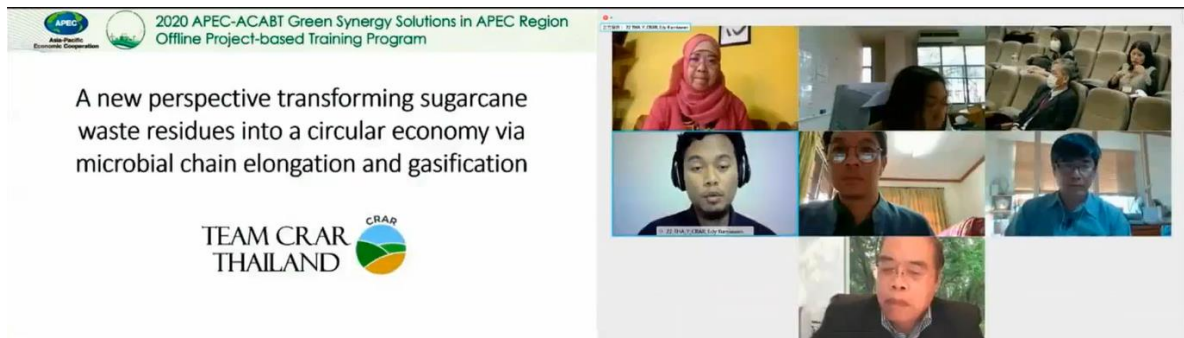 APEC
Asia-Pacific
Economic Cooperation
2020 APEC-ACABT Green Synergy Solutions in APEC Region
Offline Project-based Training Program
A new perspective transforming sugarcane
waste residues into a circular economy via
microbial chain elongation and gasification
CRAR
TEAM CRAR
THAILAND